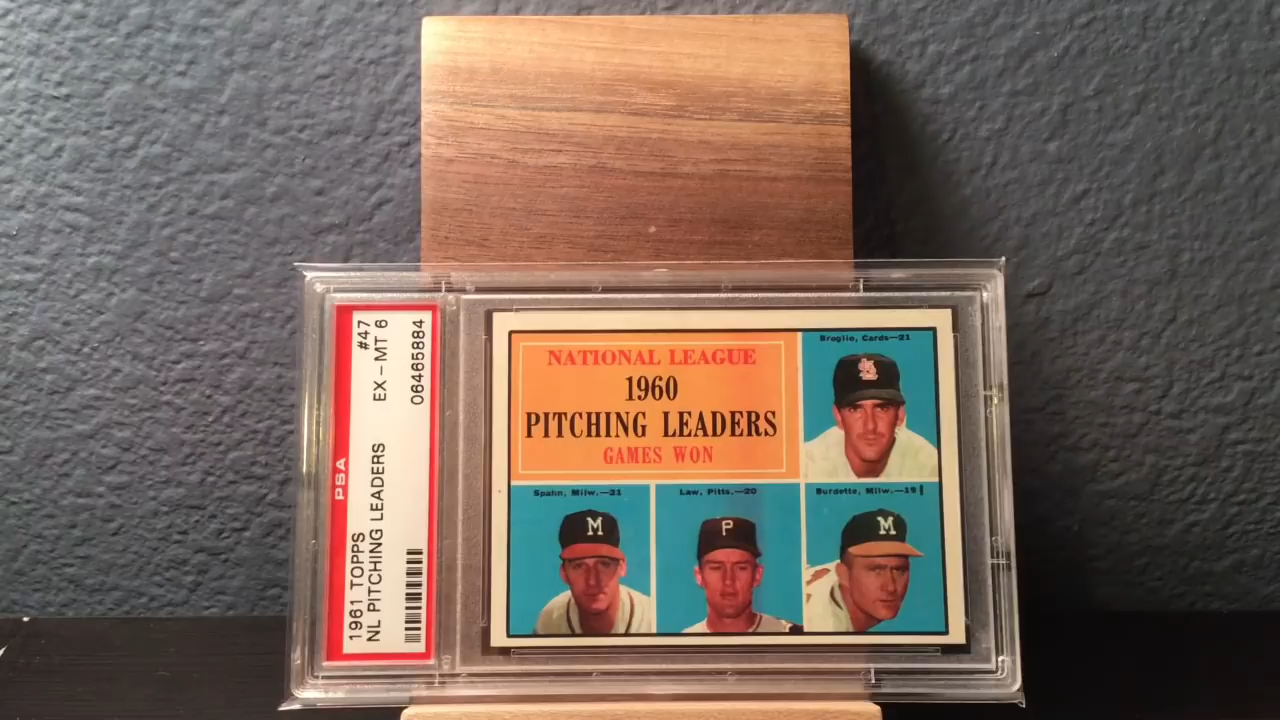 PSA
1961 TOPPS #47
NL PITCHING LEADERS EX - MT 6
06465884
NATIONAL LEAGUE
1960
PITCHING LEADERS
GAMES WON
Broglio, Cards—21
Spahn, Milw.—21
Law, Pitts.—20
Burdette, Milw.—19
M
P
M